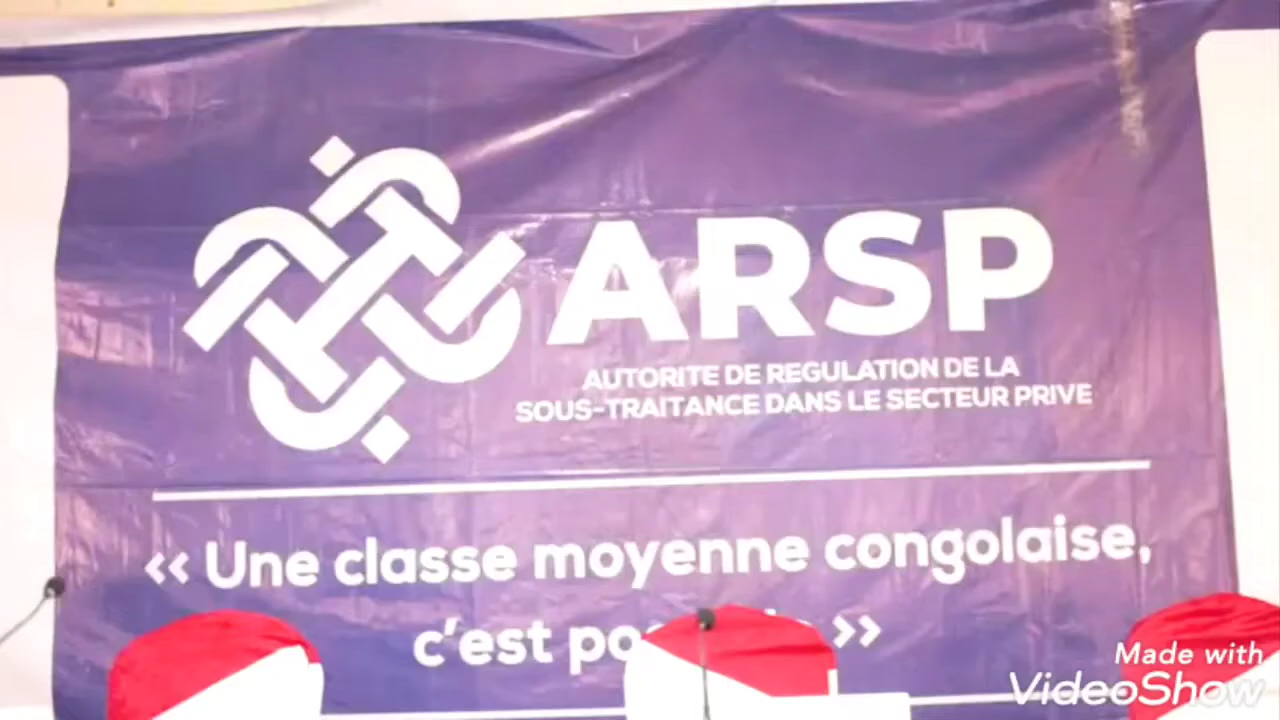 ARSP
AUTORITE DE REGULATION DE LA
SOUS-TRAITANCE DANS LE SECTEUR PRIVE
« Une classe moyenne congolaise,
c'est »
Made with
VideoShow